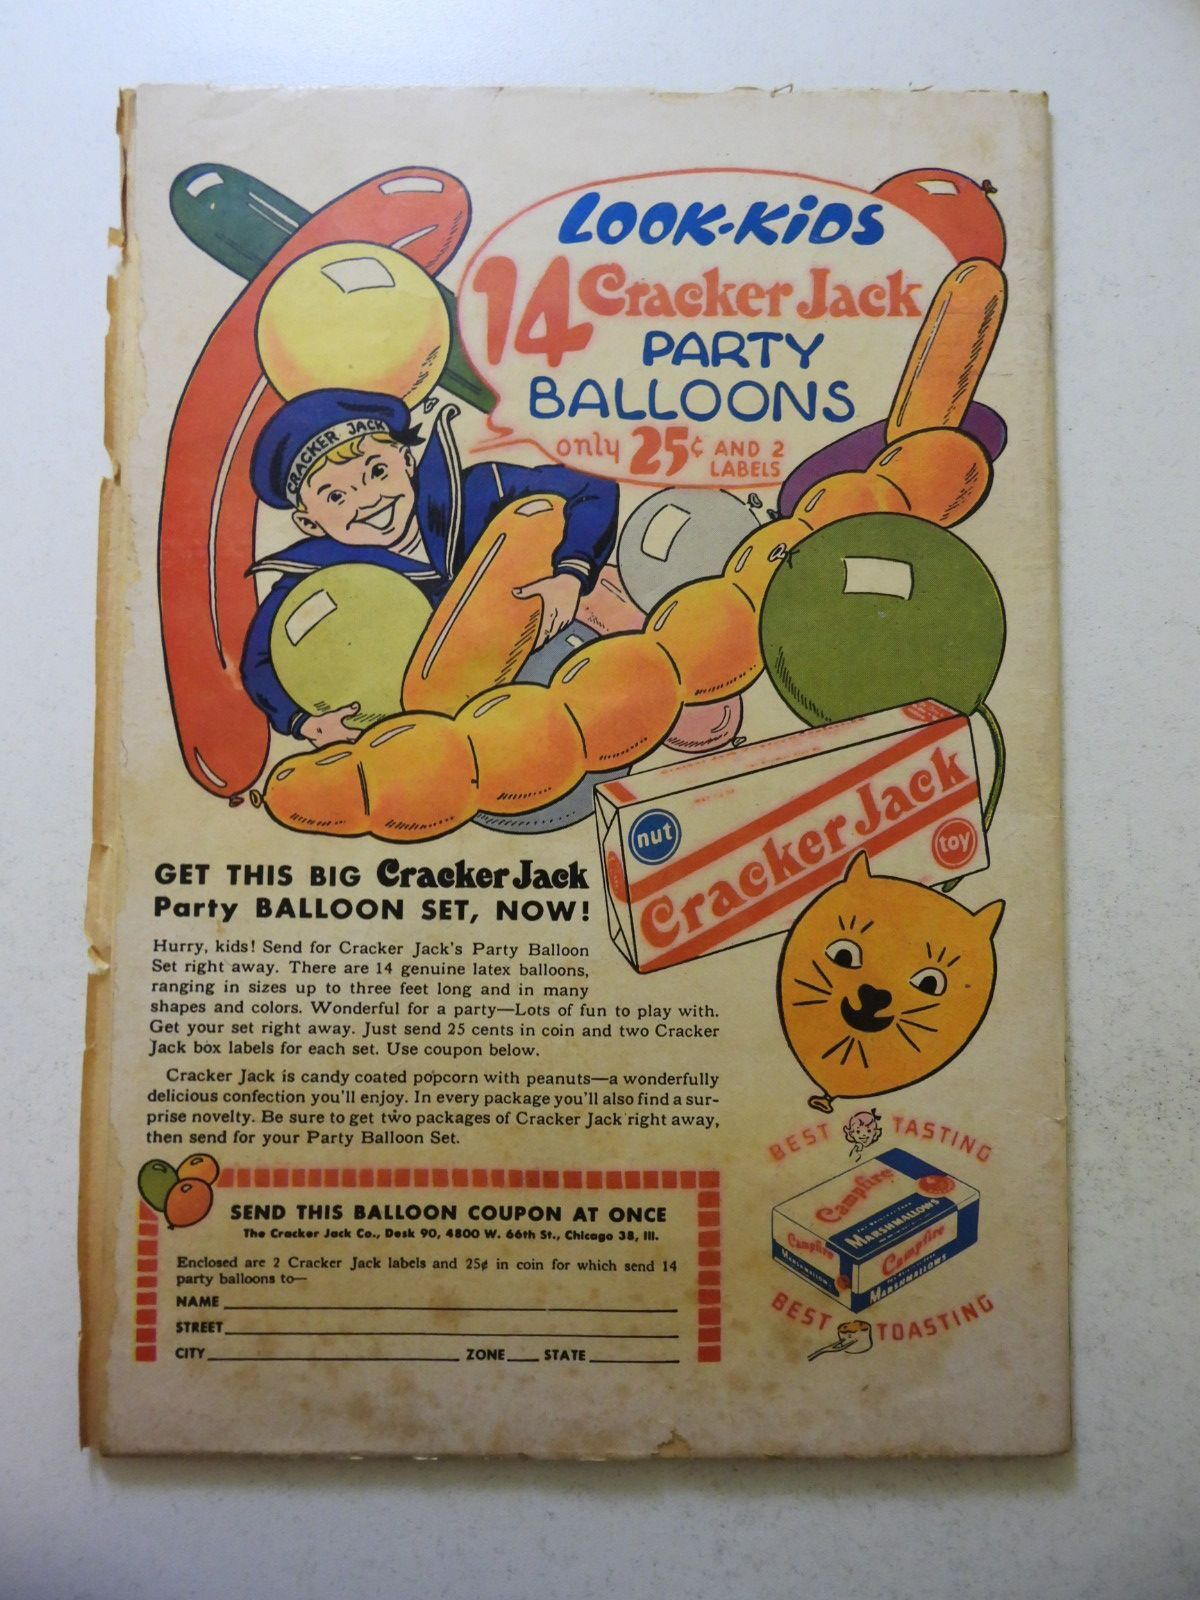 LOOK-KiDS
14 Cracker Jack
PARTY
BALLOONS
only 25¢ AND 2
LABELS
CRACKER JACK
nut
Cracker Jack
toy
GET THIS BIG Cracker Jack
Party BALLOON SET, NOW!
Hurry, kids! Send for Cracker Jack's Party Balloon
Set right away. There are 14 genuine latex balloons,
ranging in sizes up to three feet long and in many
shapes and colors. Wonderful for a party—Lots of fun to play with.
Get your set right away. Just send 25 cents in coin and two Cracker
Jack box labels for each set. Use coupon below.
Cracker Jack is candy coated popcorn with peanuts—a wonderfully
delicious confection you'll enjoy. In every package you'll also find a sur-
prise novelty. Be sure to get two packages of Cracker Jack right away,
then send for your Party Balloon Set.
SEND THIS BALLOON COUPON AT ONCE
The Cracker Jack Co., Desk 90, 4800 W. 66th St., Chicago 38, Ill.
Enclosed are 2 Cracker Jack labels and 25¢ in coin for which send 14
party balloons to—
NAME
STREET
CITY ZONE STATE
BEST TASTING
Campfire
MARSHMALLOWS
Campfire
MARSHMALLOW
Campfire
MARSHMALLOWS
BEST TOASTING